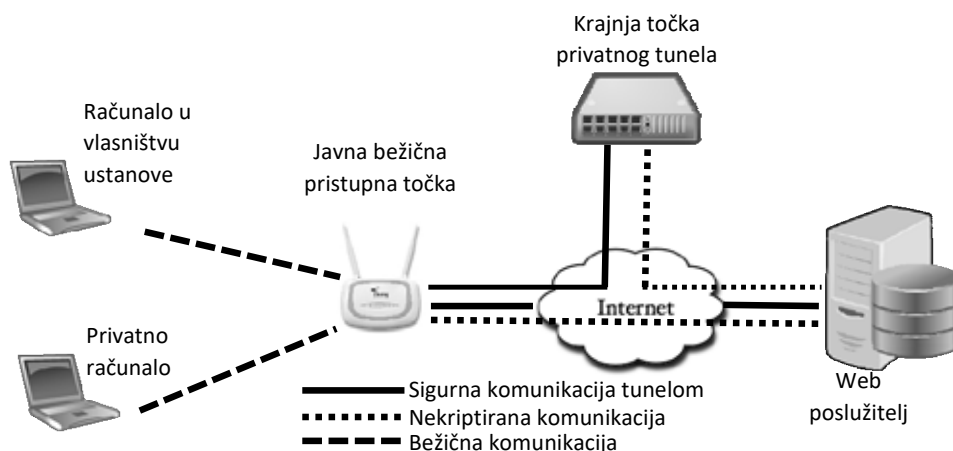 Krajnja točka
privatnog tunela
Računalo u
vlasništvu
ustanove
Javna bežična
pristupna točka
Internet
Privatno
računalo
Web
poslužitelj
Sigurna komunikacija tunelom
Nekriptirana komunikacija
Bežična komunikacija